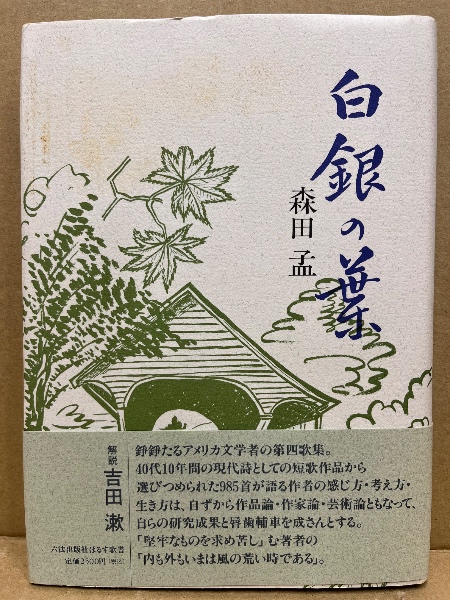 白銀の葉
森田 孟
錚錚たるアメリカ文学者の第四歌集。
40代10年間の現代詩としての短歌作品から
選びつめられた985首が語る作者の感じ方・考え方・
生き方は、自ずから作品論・作家論・芸術論ともなって、
自らの研究成果と唇歯輔車を成さんとする。
「堅牢なものを求め苦し」む著者の
「内も外もいまは風の荒い時である」。
解説 吉田 漱
六法出版社ほるす歌書
定価2500円